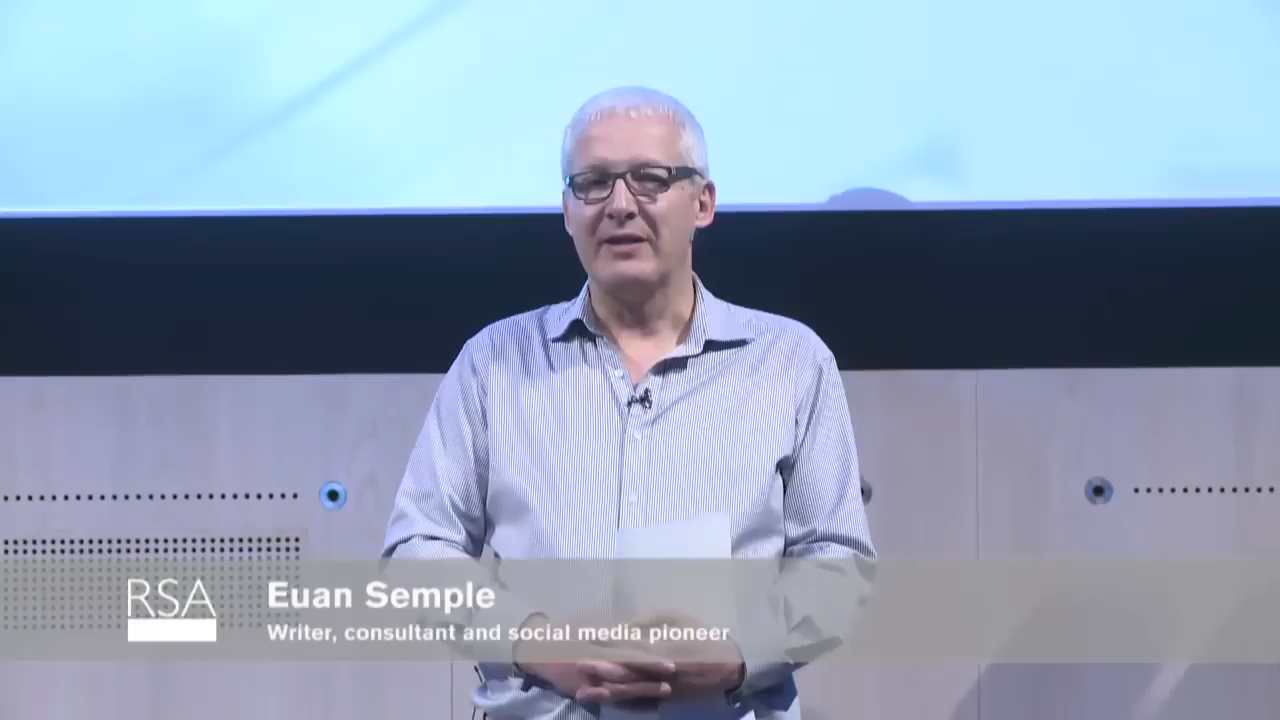 RSA
Euan Semple
Writer, consultant and social media pioneer